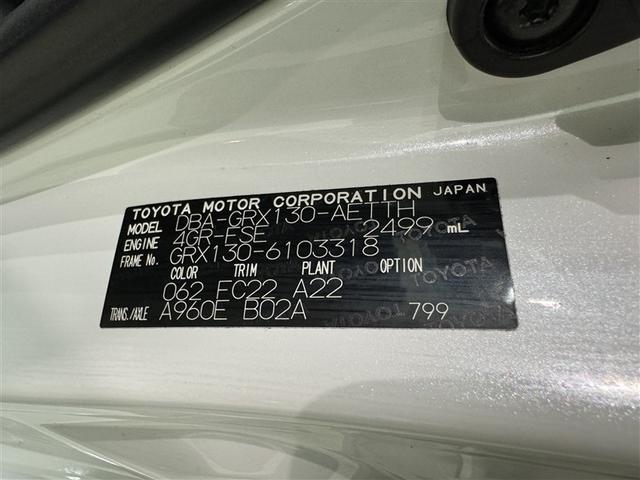 TOYOTA MOTOR CORPORATION JAPAN
MODEL DBA-GRX130-AETTH
ENGINE 4GR-FSE 2499 mL
FRAME No. GRX130-6103318
COLOR TRIM PLANT OPTION
062 FC22 A22
TRANS./AXLE A960E B02A 799